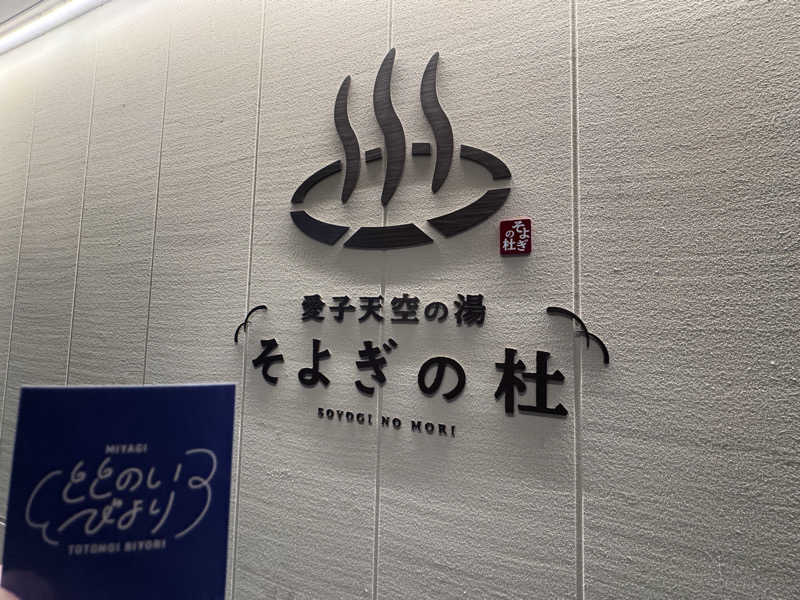 そよぎ
の杜
愛子天空の湯
そよぎの杜
SOYOGI NO MORI
MIYAGI
ととのい
びより
TOTONOI BIYORI